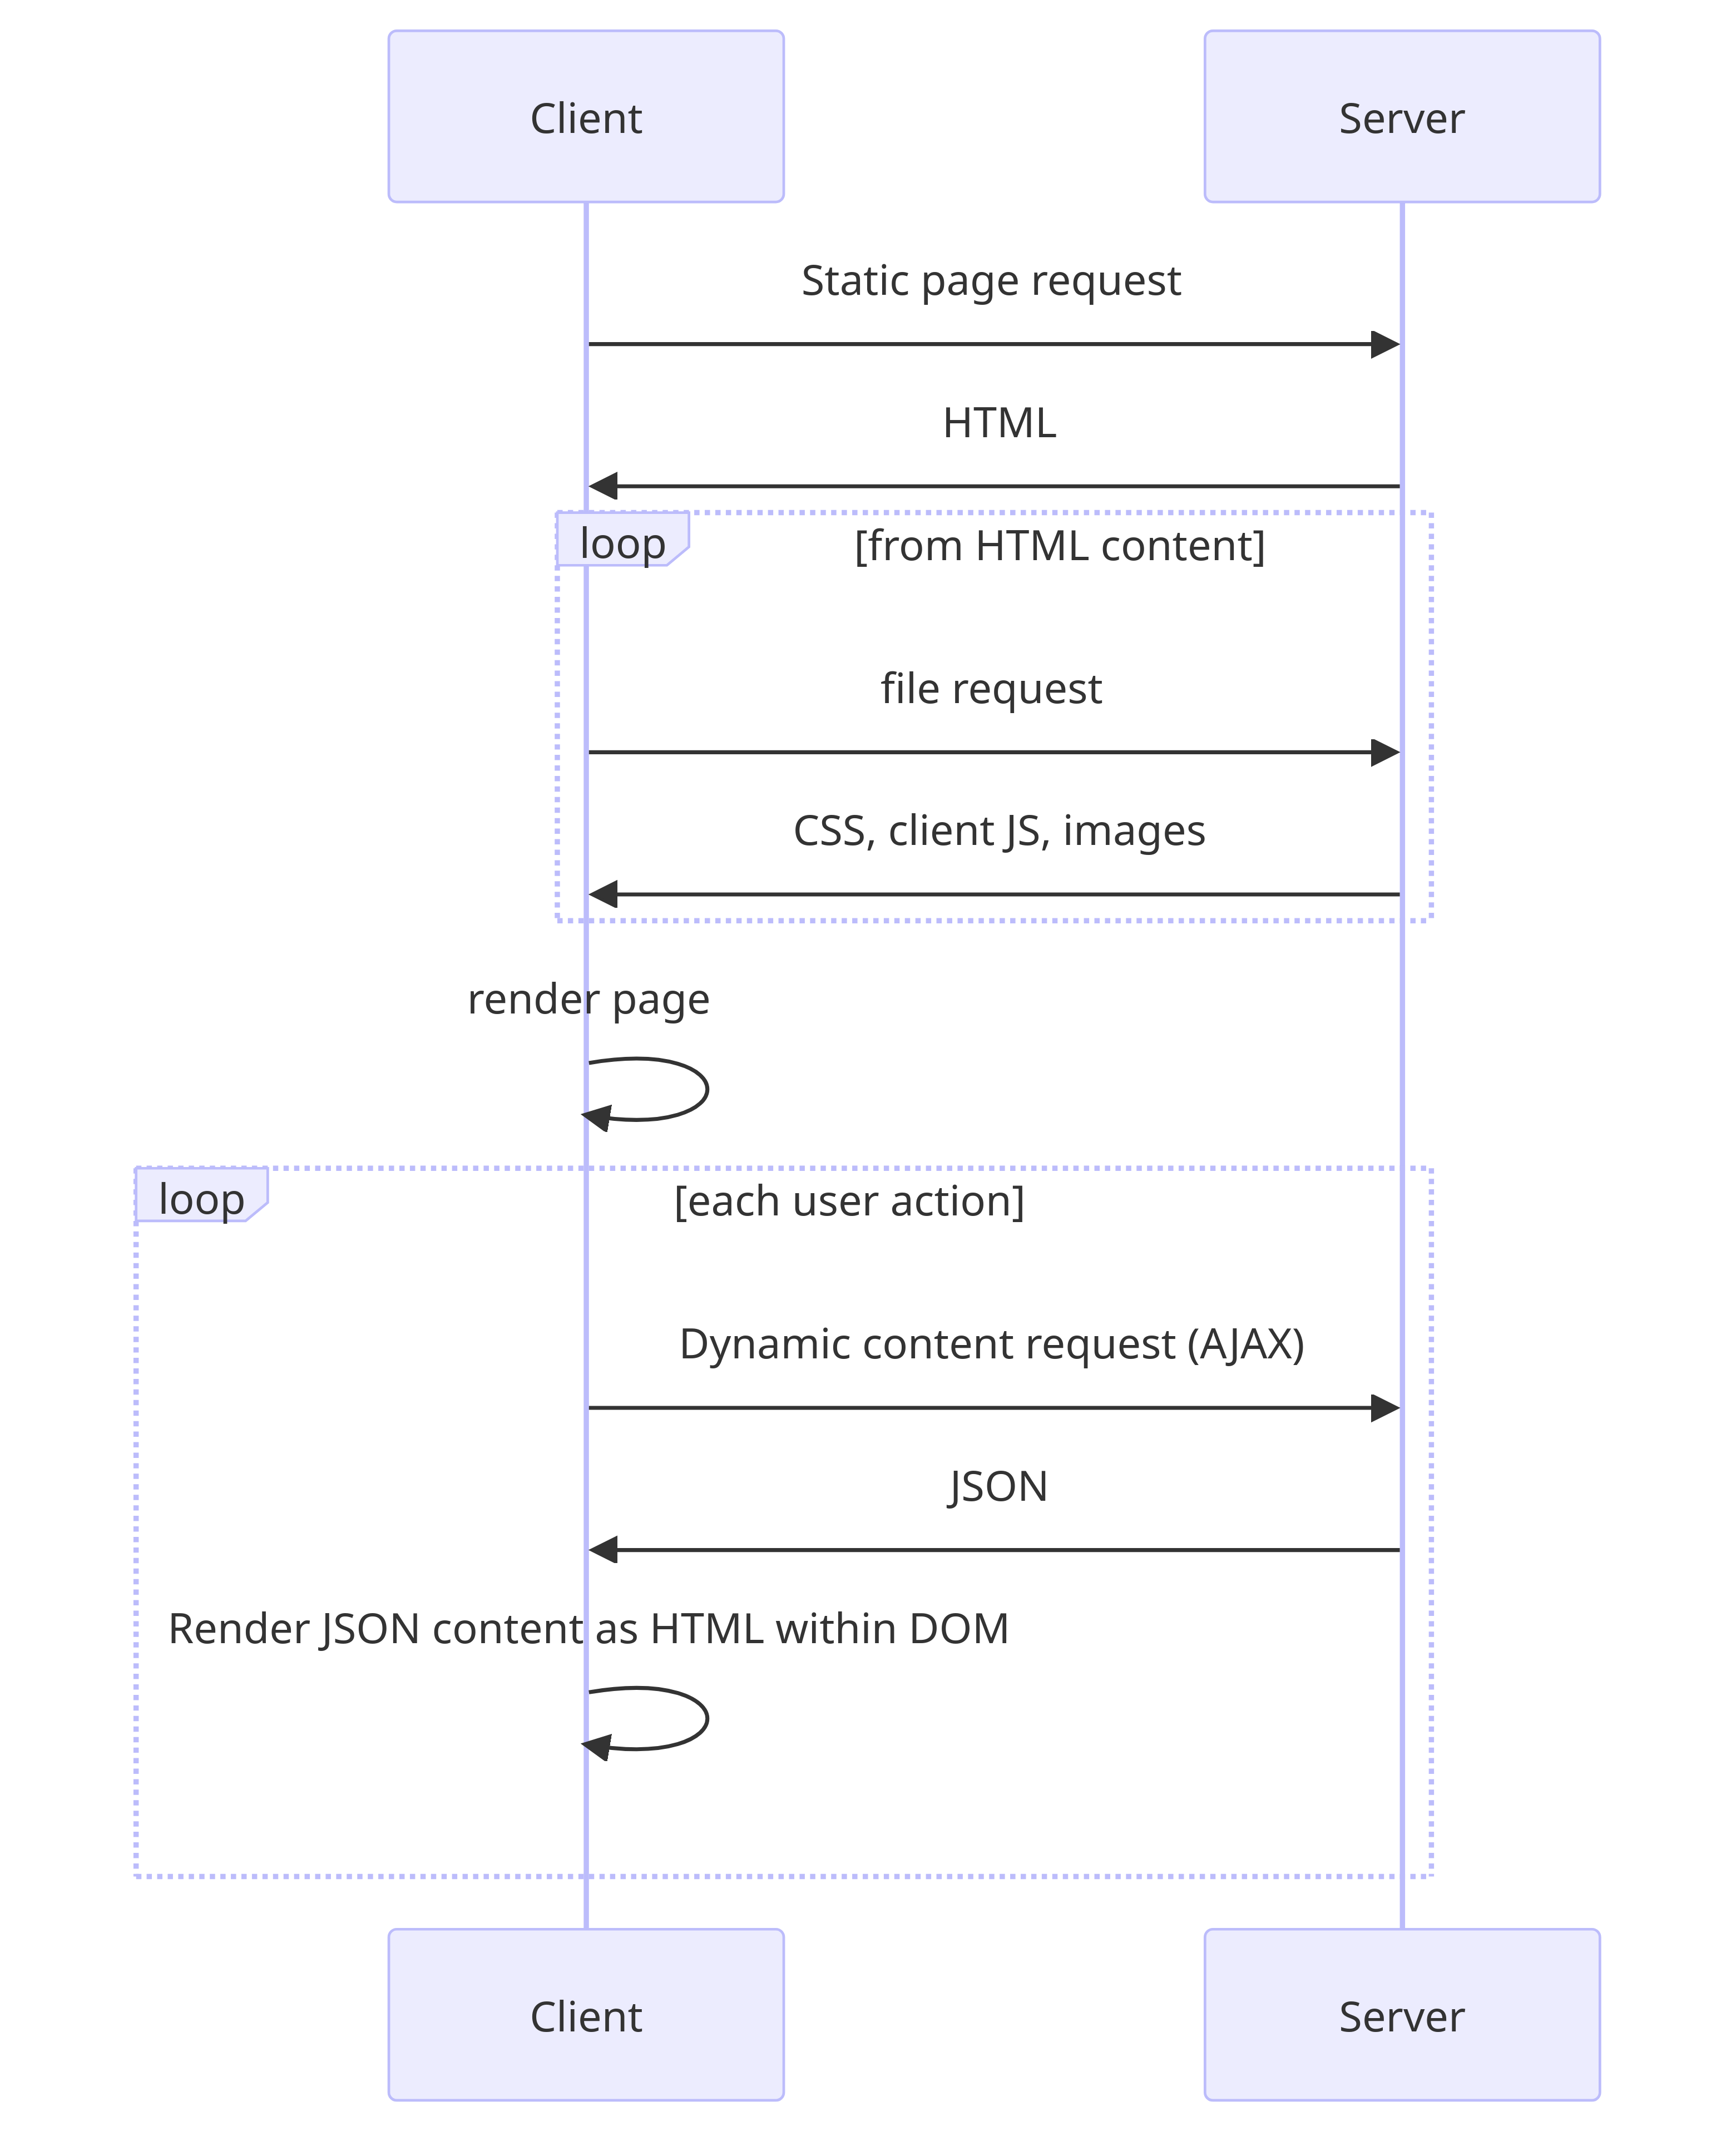 Client
Server
Static page request
HTML
loop
[from HTML content]
file request
CSS, client JS, images
render page
loop
[each user action]
Dynamic content request (AJAX)
JSON
Render JSON content as HTML within DOM
Client
Server